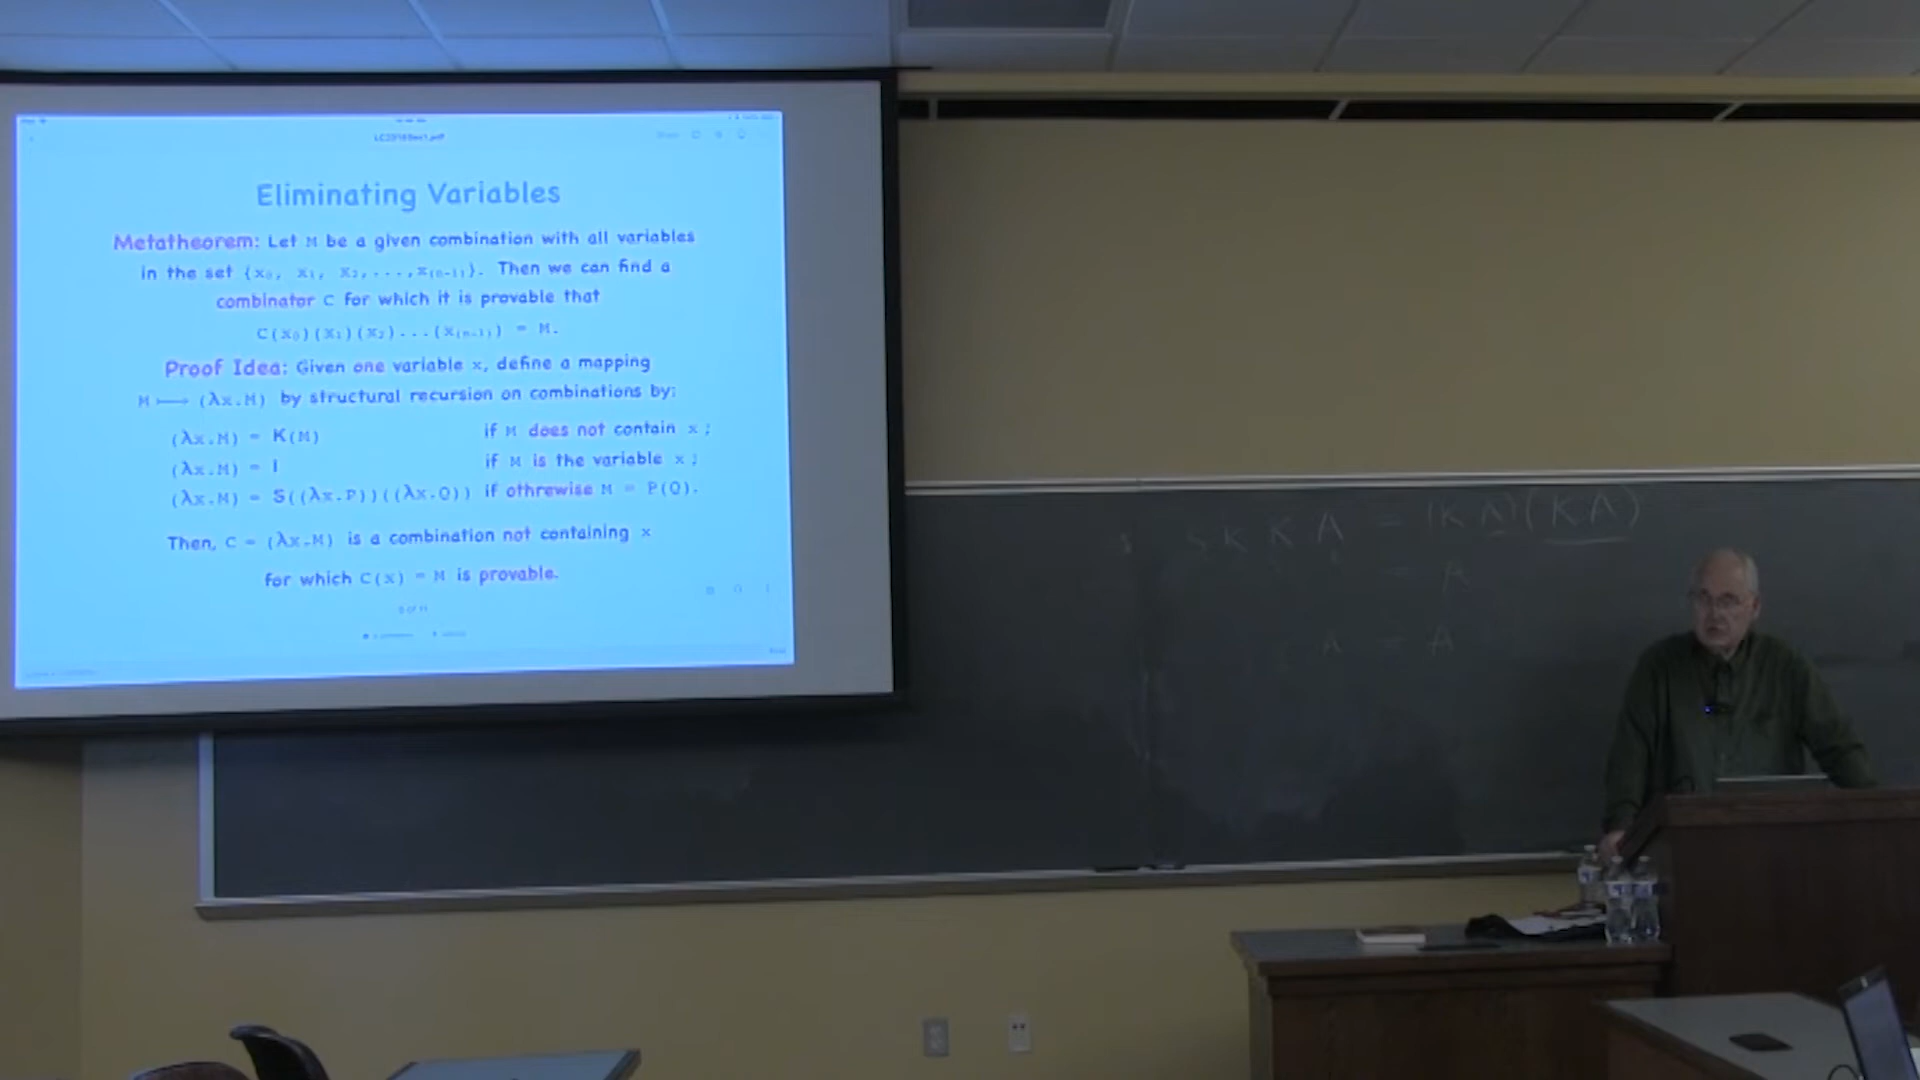 Eliminating Variables
Metatheorem: Let M be a given combination with all variables
in the set {x₀, x₁, x₂,...,x₍ₙ₋₁₎}. Then we can find a
combinator C for which it is provable that
C(x₀)(x₁)(x₂)...(x₍ₙ₋₁₎) = M.
Proof Idea: Given one variable x, define a mapping
M ⟼ (λx.M) by structural recursion on combinations by:
(λx.M) = K(M) if M does not contain x ;
(λx.M) = I if M is the variable x ;
(λx.M) = S((λx.P))((λx.Q)) if othrewise M = P(Q).
Then, C = (λx.M) is a combination not containing x
for which C(x) = M is provable.
S K K A = (K A)(K A)
= A
A = A